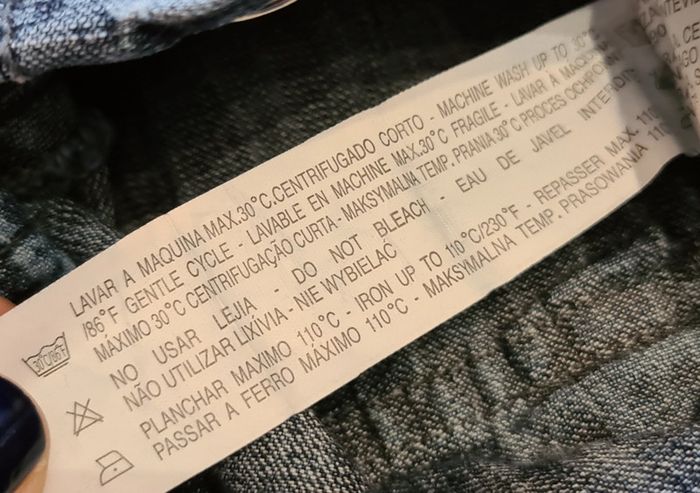 30°C/86°F
LAVAR A MAQUINA MAX.30°C.CENTRIFUGADO CORTO - MACHINE WASH UP TO 30°C
/86°F GENTLE CYCLE - LAVABLE EN MACHINE MAX.30°C FRAGILE - LAVAR À MÁQUINA
MÁXIMO 30°C CENTRIFUGAÇÃO CURTA - MAKSYMALNA TEMP. PRANIA 30°C PROCES
NO USAR LEJIA - DO NOT BLEACH - EAU DE JAVEL
NÃO UTILIZAR LIXÍVIA - NIE WYBIELAĆ
PLANCHAR MAXIMO 110°C - IRON UP TO 110°C/230°F - REPASSER MAX.
PASSAR A FERRO MÁXIMO 110°C - MAKSYMALNA TEMP. PRASOWANIA 110